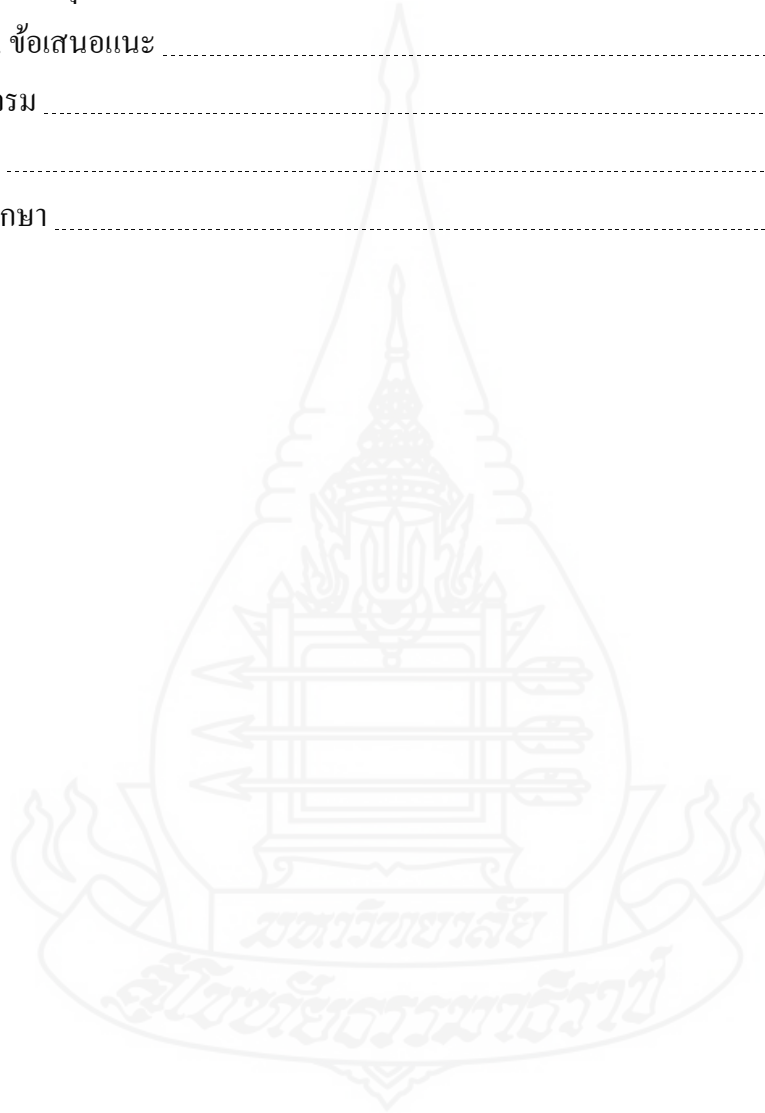 ข้อเสนอแนะ
กรม
กษา
มหาวิทยาลัย
สุโขทัยธรรมาธิราช